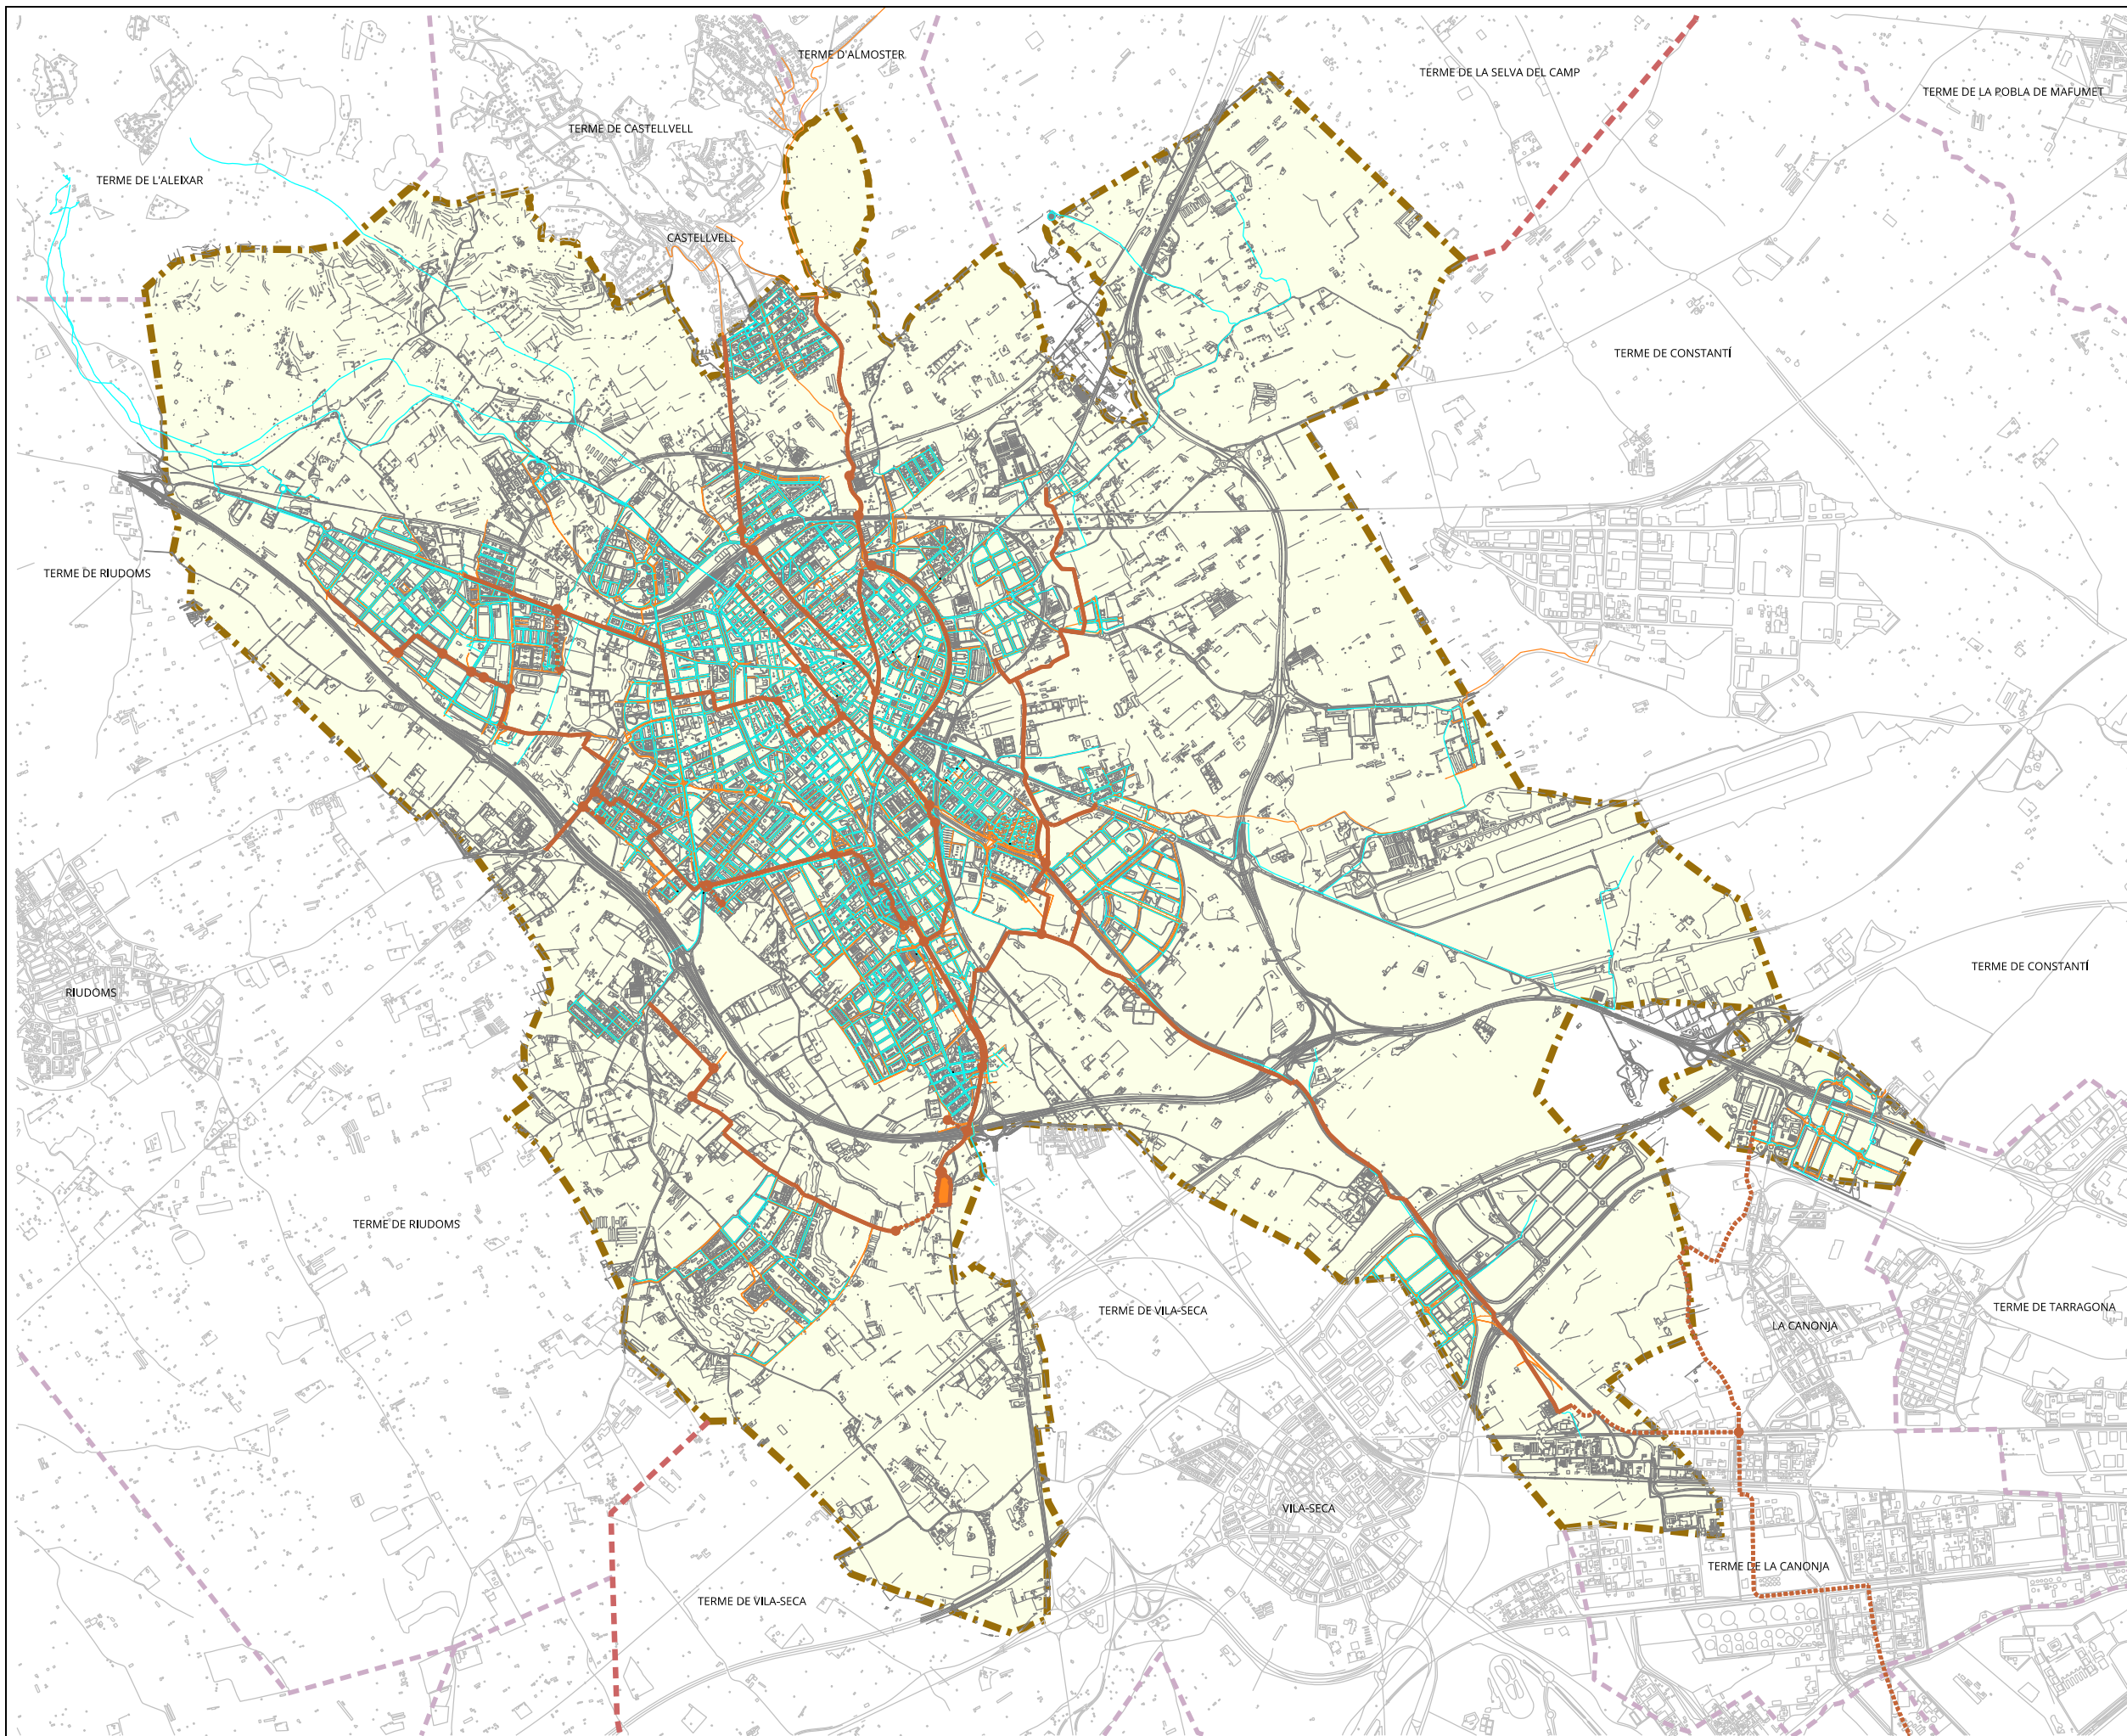 TERME D'ALMOSTER
TERME DE LA SELVA DEL CAMP
TERME DE LA POBLA DE MAFUMET
TERME DE CASTELLVELL
TERME DE L'ALEIXAR
CASTELLVELL
TERME DE CONSTANTÍ
TERME DE RIUDOMS
TERME DE CONSTANTÍ
RIUDOMS
TERME DE RIUDOMS
TERME DE VILA-SECA
TERME DE TARRAGONA
LA CANONJA
VILA-SECA
TERME DE LA CANONJA
TERME DE VILA-SECA